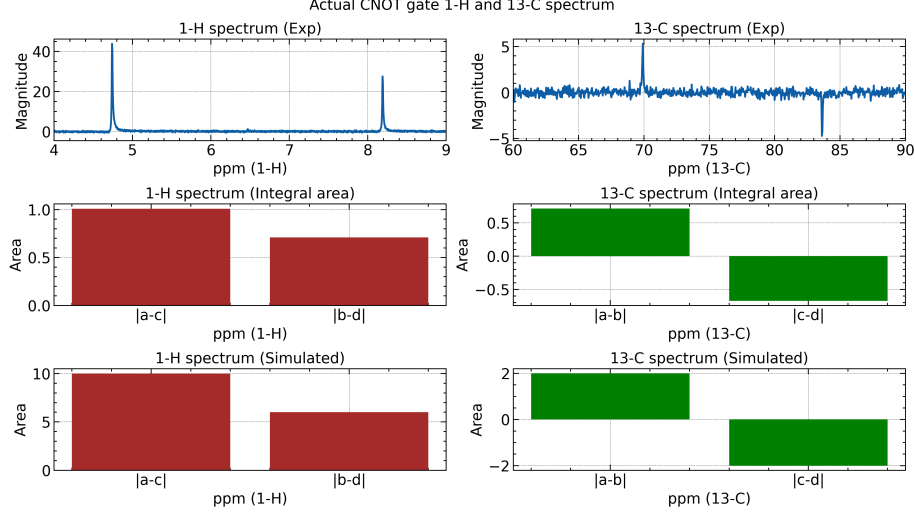 Actual CNOT gate 1-H and 13-C spectrum
1-H spectrum (Exp)
Magnitude
40
20
0
4 5 6 7 8 9
ppm (1-H)
13-C spectrum (Exp)
Magnitude
5
0
−5
60 65 70 75 80 85 90
ppm (13-C)
1-H spectrum (Integral area)
Area
1.0
0.5
0.0
|a-c| |b-d|
ppm (1-H)
13-C spectrum (Integral area)
Area
0.5
0.0
−0.5
|a-b| |c-d|
ppm (13-C)
1-H spectrum (Simulated)
Area
10
5
0
|a-c| |b-d|
ppm (1-H)
13-C spectrum (Simulated)
Area
2
0
−2
|a-b| |c-d|
ppm (13-C)